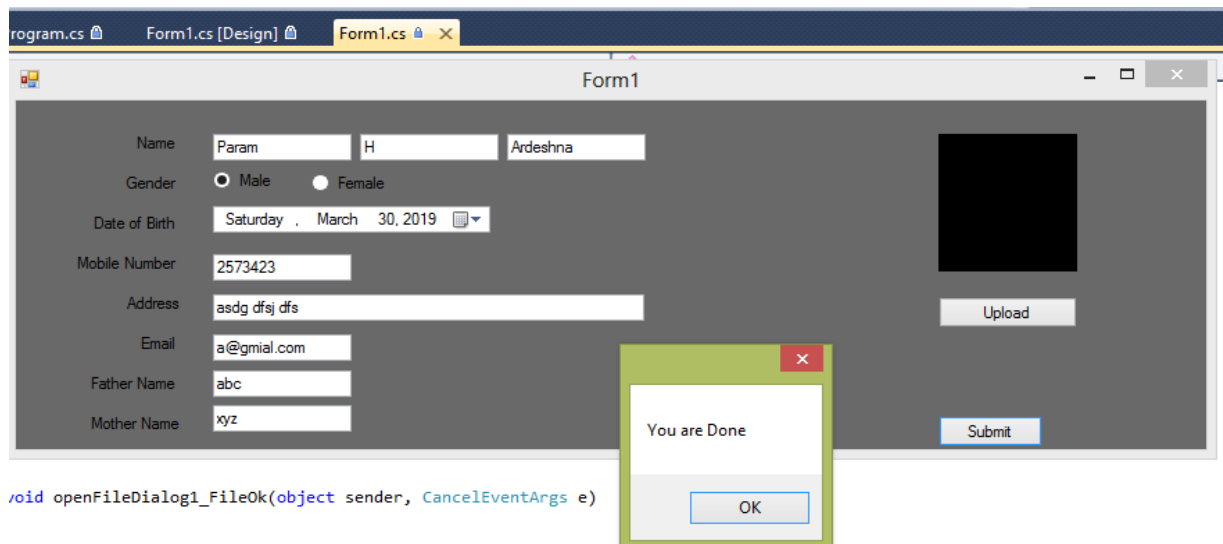 rogram.cs Form1.cs [Design] Form1.cs
Form1
Name Param H Ardeshna
Gender Male Female
Date of Birth Saturday , March 30, 2019
Mobile Number 2573423
Address asdg dfsj dfs
Upload
Email a@gmial.com
Father Name abc
Mother Name xyz
You are Done
Submit
void openFileDialog1_FileOk(object sender, CancelEventArgs e)
OK